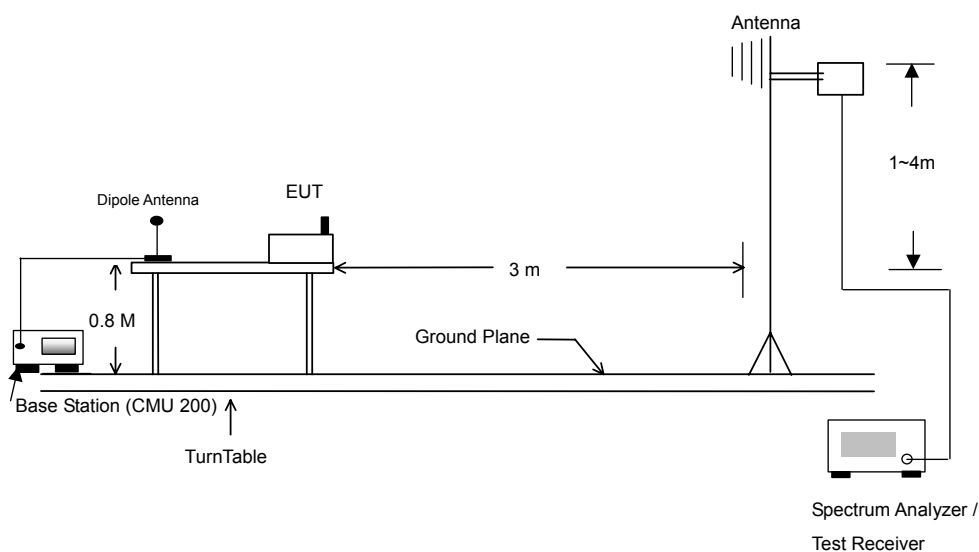 Antenna
1~4m
EUT
Dipole Antenna
3 m
0.8 M
Ground Plane
Base Station (CMU 200)
TurnTable
Spectrum Analyzer /
Test Receiver